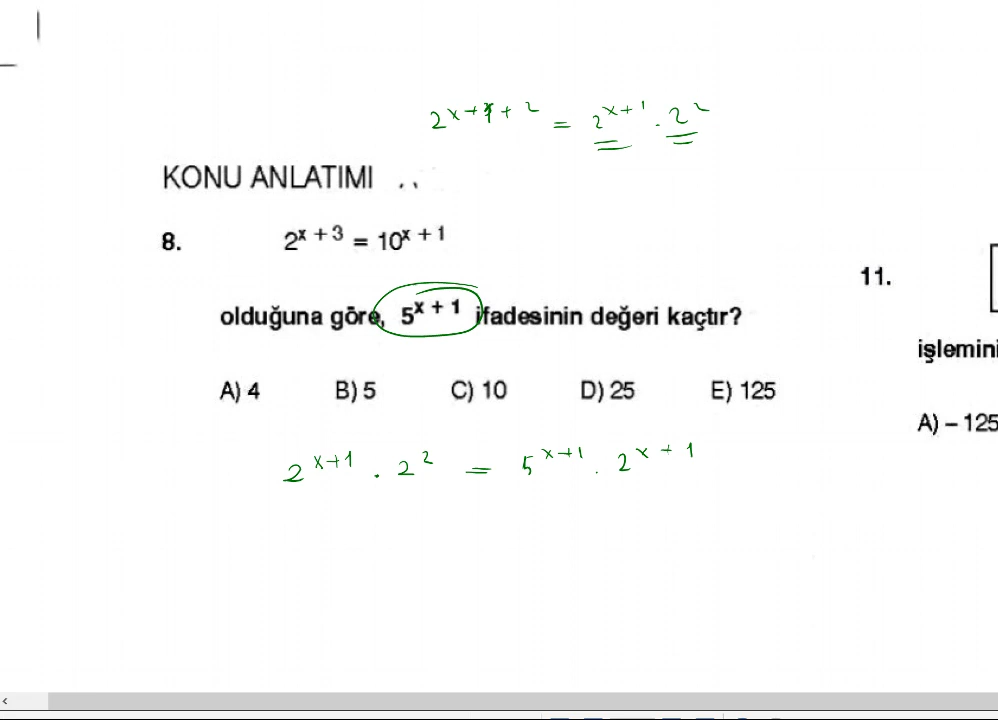 2^x+1+2 = 2^x+1 . 2^2
KONU ANLATIMI ..
8. 2^x + 3 = 10^x + 1
olduğuna göre, 5^x + 1 ifadesinin değeri kaçtır?
A) 4 B) 5 C) 10 D) 25 E) 125
2^x+1 . 2^2 = 5^x+1 . 2^x + 1
11.
işlemini
A) – 125
<